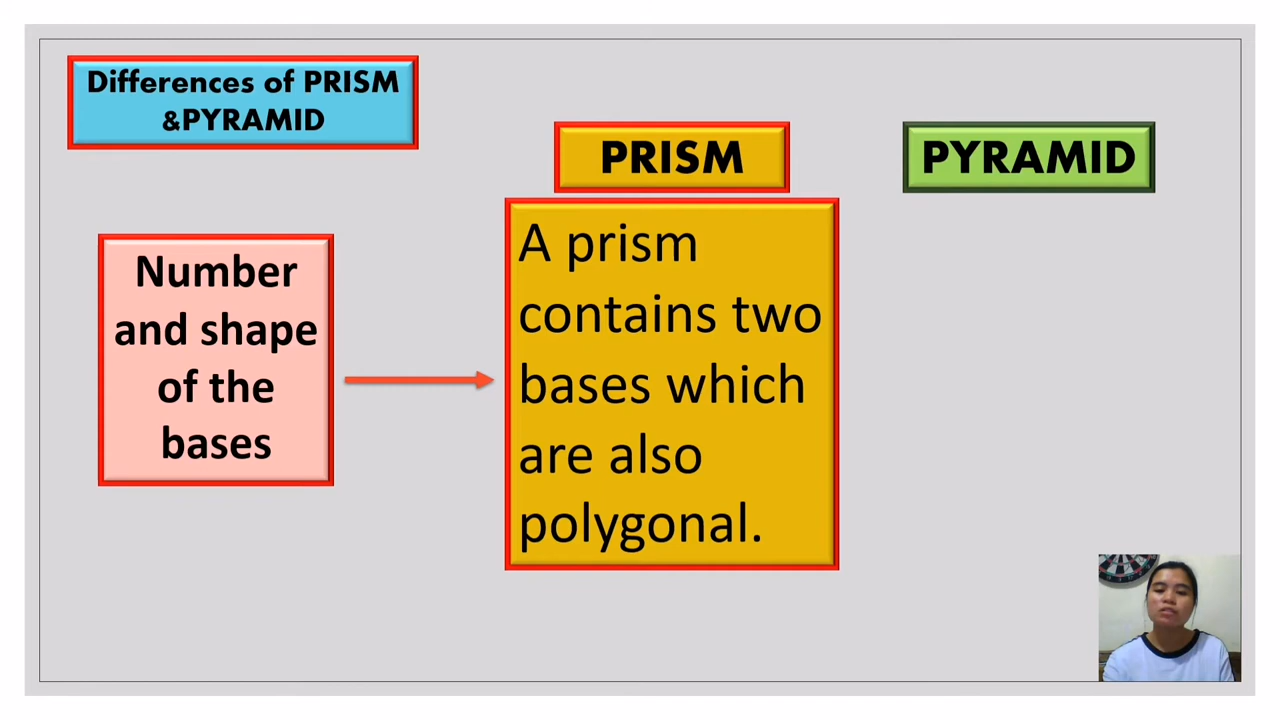 Differences of PRISM
&PYRAMID
PRISM
PYRAMID
Number
and shape
of the
bases
A prism
contains two
bases which
are also
polygonal.